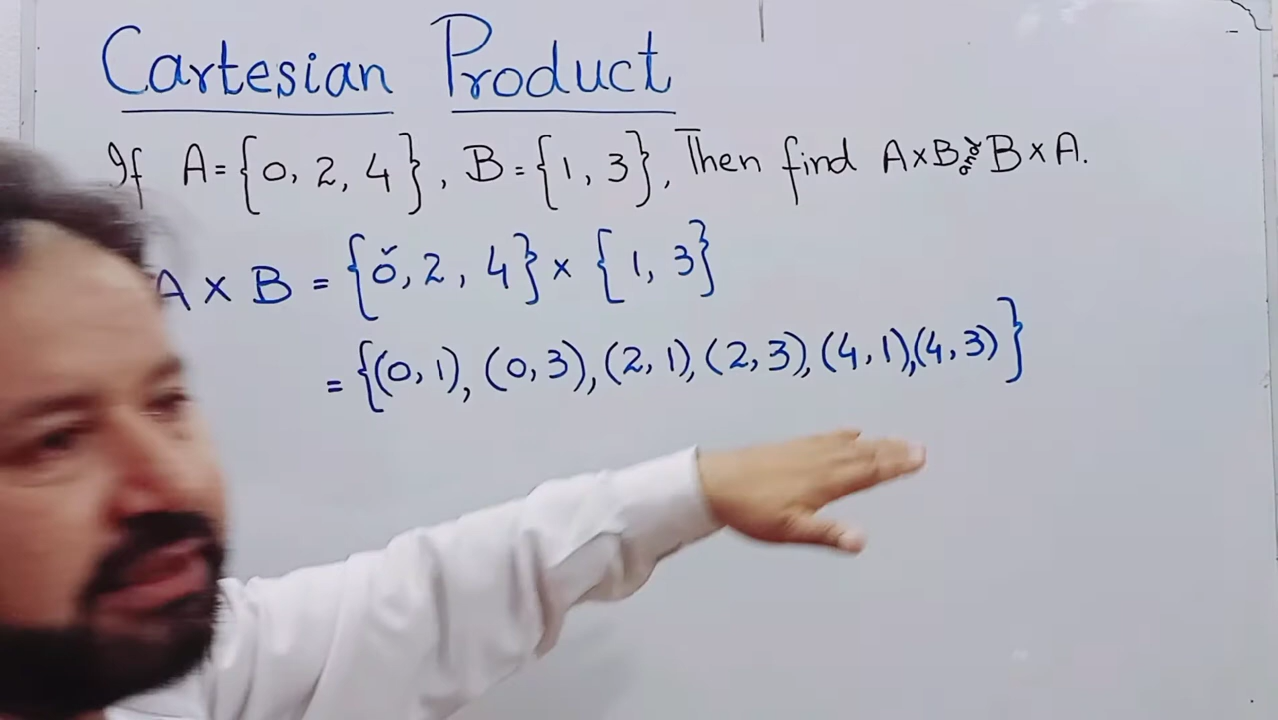 Cartesian Product
If A = {0, 2, 4}, B = {1, 3}, Then find A×B & B×A.
A × B = {0, 2, 4} × {1, 3}
= {(0, 1), (0, 3), (2, 1), (2, 3), (4, 1), (4, 3)}